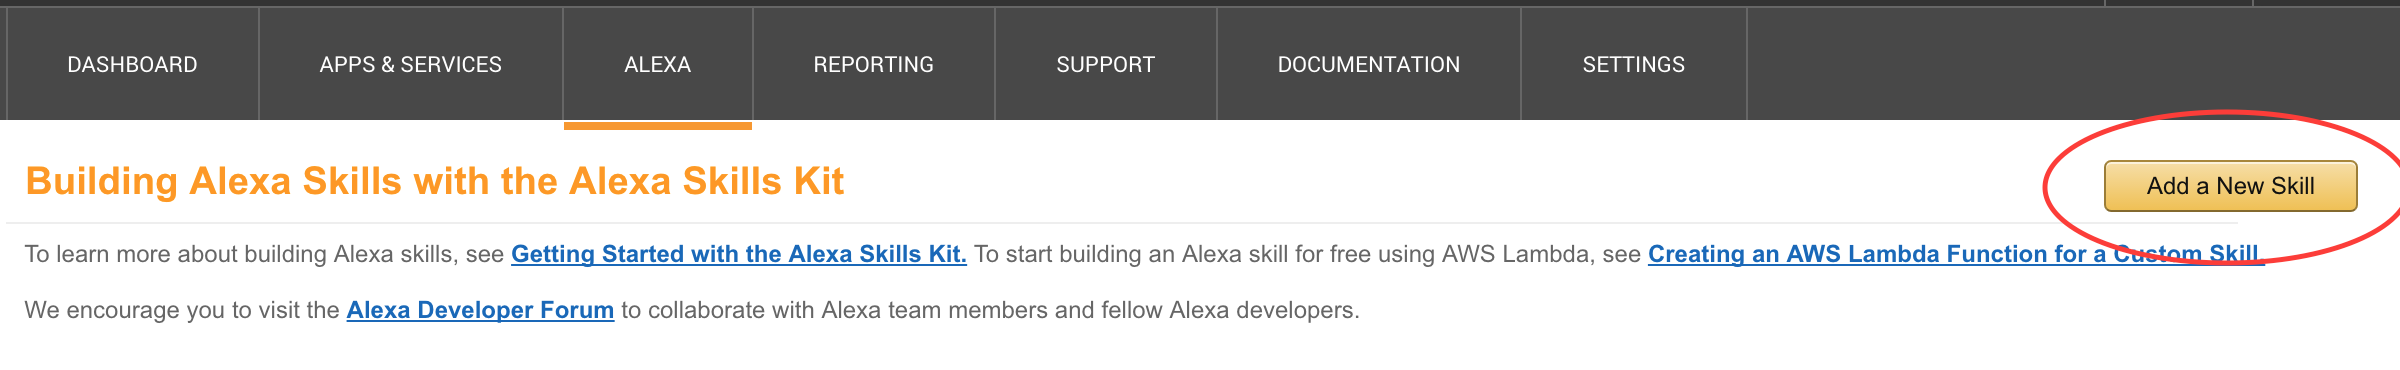 DASHBOARD APPS & SERVICES ALEXA REPORTING SUPPORT DOCUMENTATION SETTINGS
Building Alexa Skills with the Alexa Skills Kit
Add a New Skill
To learn more about building Alexa skills, see Getting Started with the Alexa Skills Kit. To start building an Alexa skill for free using AWS Lambda, see Creating an AWS Lambda Function for a Custom Skill.
We encourage you to visit the Alexa Developer Forum to collaborate with Alexa team members and fellow Alexa developers.